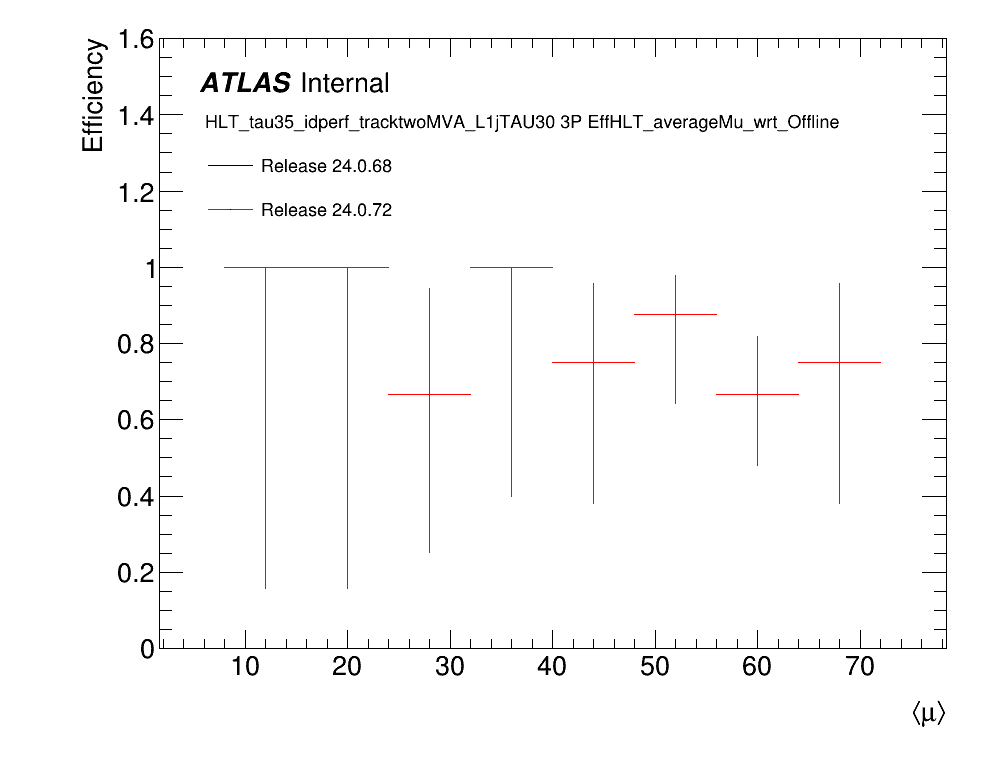 1.6
Efficiency
ATLAS Internal
1.4
HLT_tau35_idperf_tracktwoMVA_L1jTAU30 3P EffHLT_averageMu_wrt_Offline
Release 24.0.68
1.2
Release 24.0.72
1
0.8
0.6
0.4
0.2
0
10 20 30 40 50 60 70
⟨μ⟩